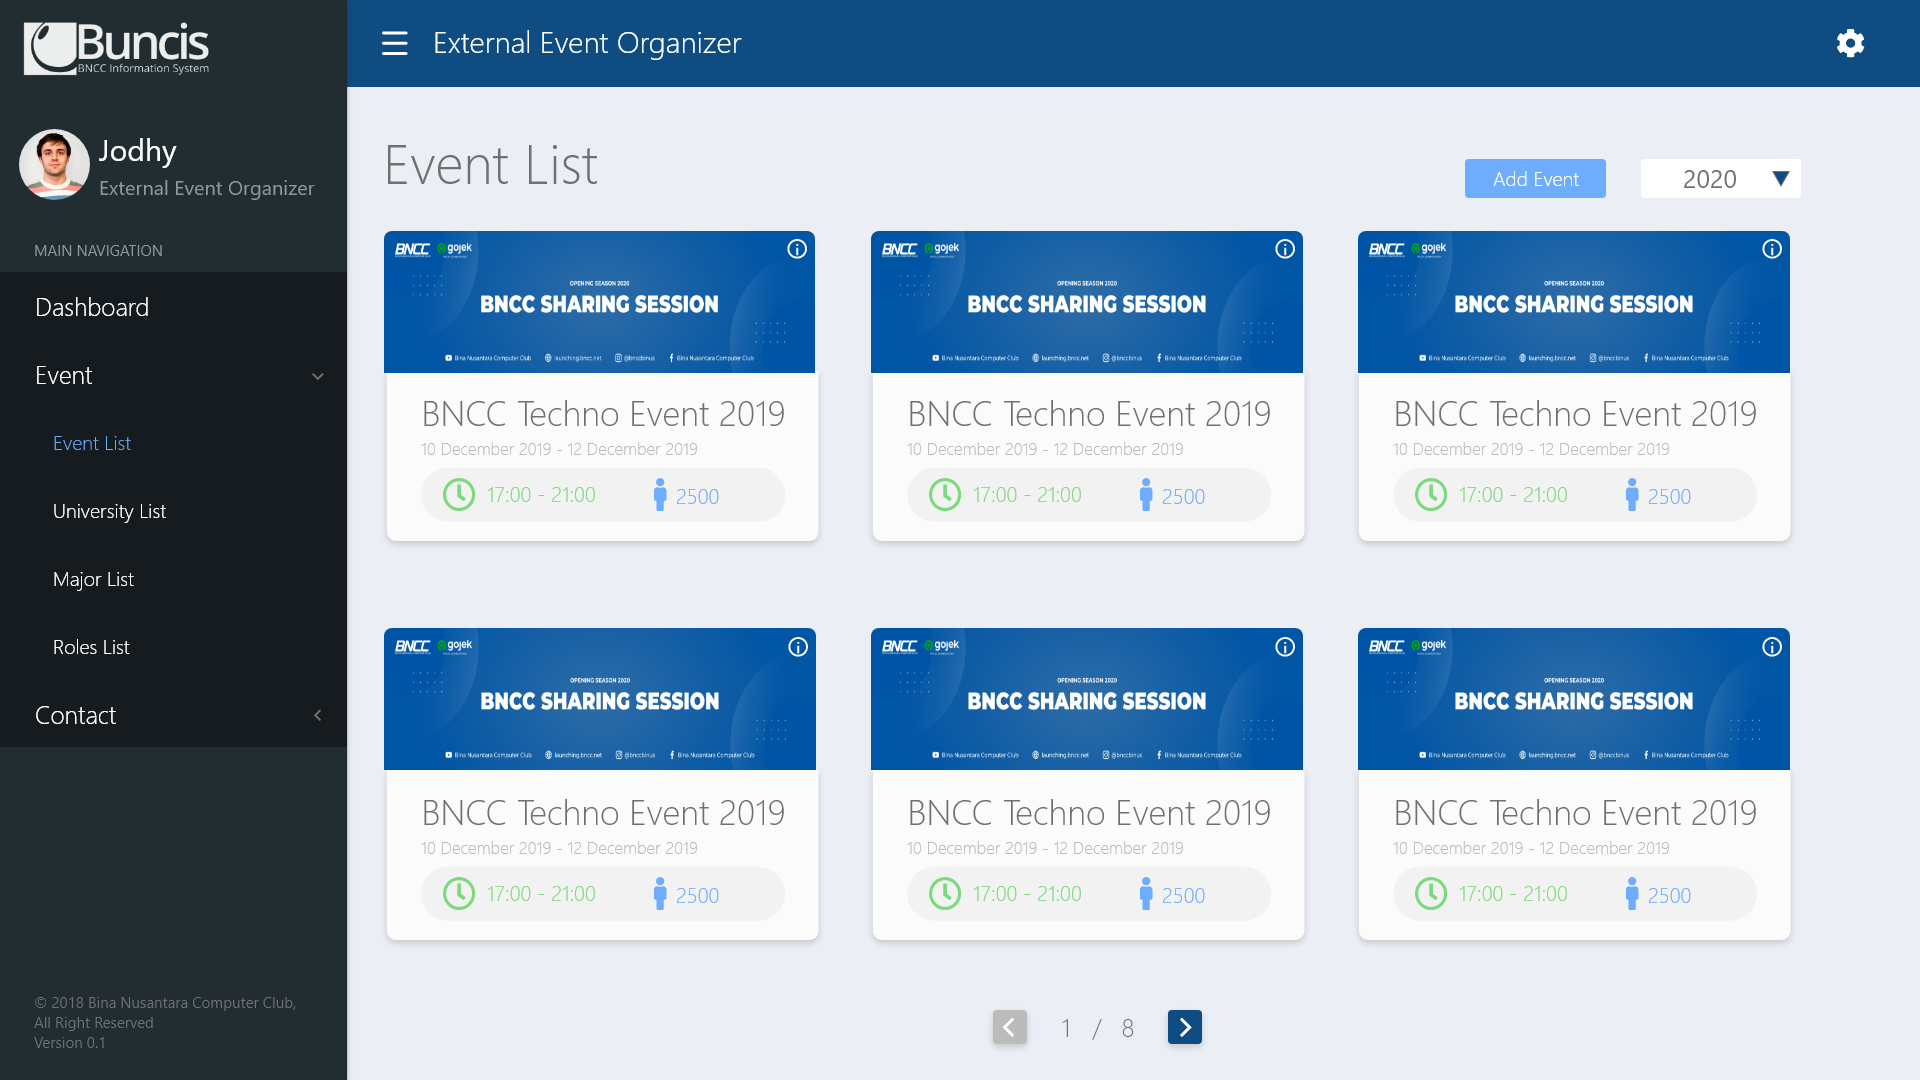 Buncis
BNCC Information System
Jodhy
External Event Organizer
MAIN NAVIGATION
Dashboard
Event
Event List
University List
Major List
Roles List
Contact
© 2018 Bina Nusantara Computer Club,
All Right Reserved
Version 0.1
External Event Organizer
Event List
Add Event
2020
BNCC gojek
OPENING SEASON 2020
BNCC SHARING SESSION
Bina Nusantara Computer Club launching.bncc.net @bnccbinus Bina Nusantara Computer Club
BNCC Techno Event 2019
10 December 2019 - 12 December 2019
17:00 - 21:00 2500
BNCC gojek
OPENING SEASON 2020
BNCC SHARING SESSION
Bina Nusantara Computer Club launching.bncc.net @bnccbinus Bina Nusantara Computer Club
BNCC Techno Event 2019
10 December 2019 - 12 December 2019
17:00 - 21:00 2500
BNCC gojek
OPENING SEASON 2020
BNCC SHARING SESSION
Bina Nusantara Computer Club launching.bncc.net @bnccbinus Bina Nusantara Computer Club
BNCC Techno Event 2019
10 December 2019 - 12 December 2019
17:00 - 21:00 2500
BNCC gojek
OPENING SEASON 2020
BNCC SHARING SESSION
Bina Nusantara Computer Club launching.bncc.net @bnccbinus Bina Nusantara Computer Club
BNCC Techno Event 2019
10 December 2019 - 12 December 2019
17:00 - 21:00 2500
BNCC gojek
OPENING SEASON 2020
BNCC SHARING SESSION
Bina Nusantara Computer Club launching.bncc.net @bnccbinus Bina Nusantara Computer Club
BNCC Techno Event 2019
10 December 2019 - 12 December 2019
17:00 - 21:00 2500
BNCC gojek
OPENING SEASON 2020
BNCC SHARING SESSION
Bina Nusantara Computer Club launching.bncc.net @bnccbinus Bina Nusantara Computer Club
BNCC Techno Event 2019
10 December 2019 - 12 December 2019
17:00 - 21:00 2500
1 / 8